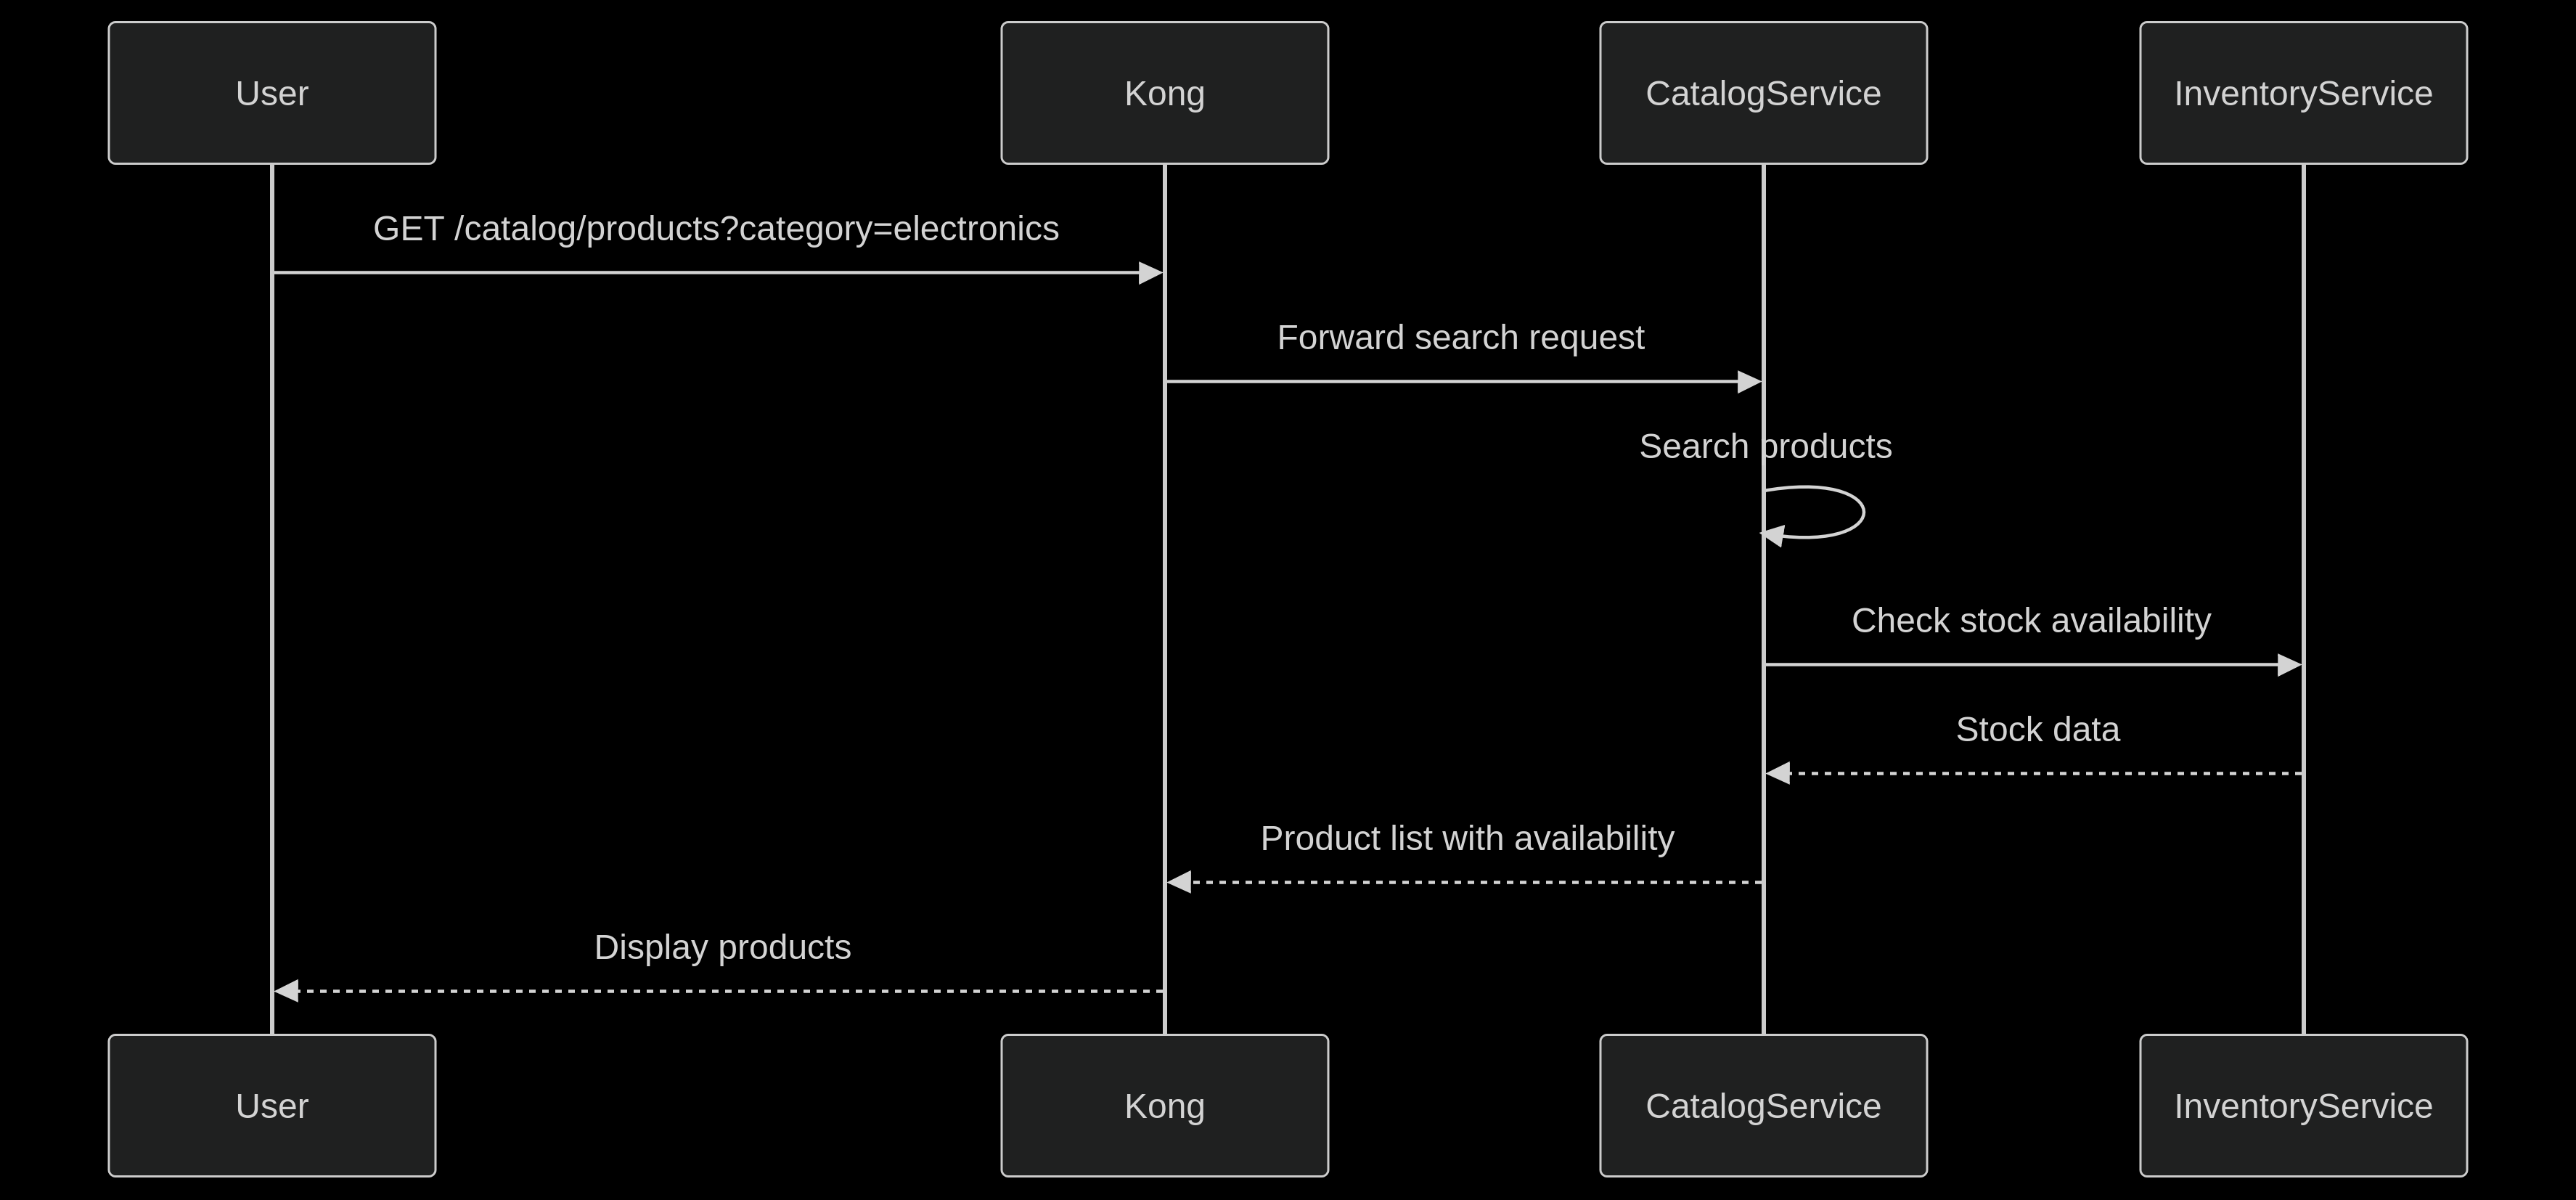 User
Kong
CatalogService
InventoryService
GET /catalog/products?category=electronics
Forward search request
Search products
Check stock availability
Stock data
Product list with availability
Display products
User
Kong
CatalogService
InventoryService